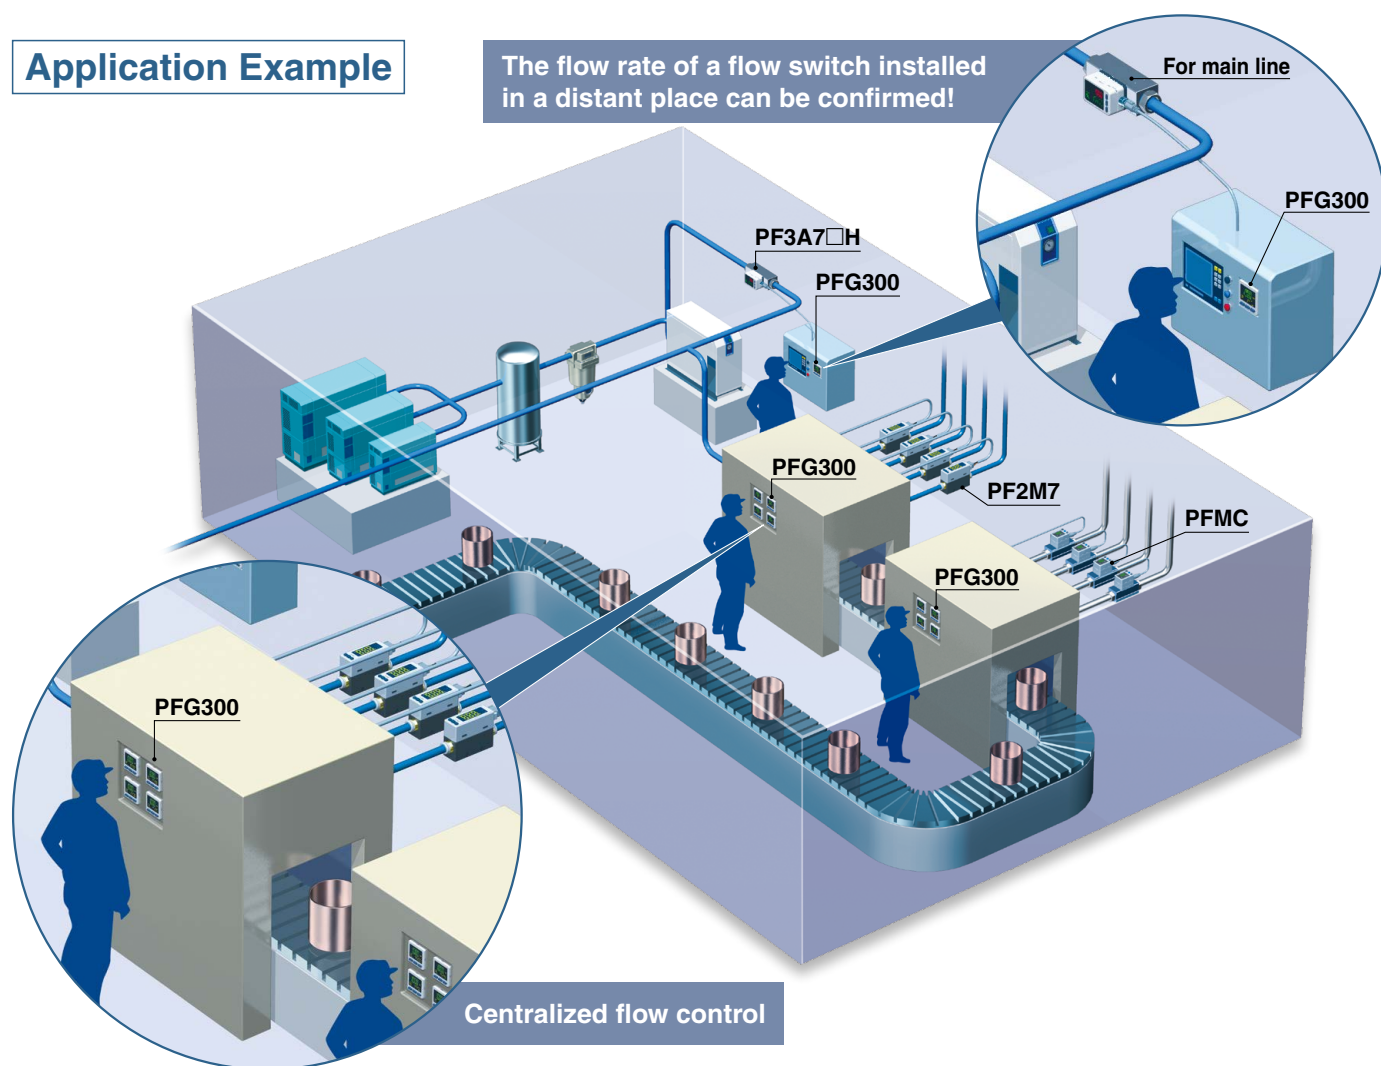 Application Example
The flow rate of a flow switch installed
in a distant place can be confirmed!
For main line
PFG300
PF3A7□H
PFG300
PFG300
PF2M7
PFMC
PFG300
PFG300
Centralized flow control